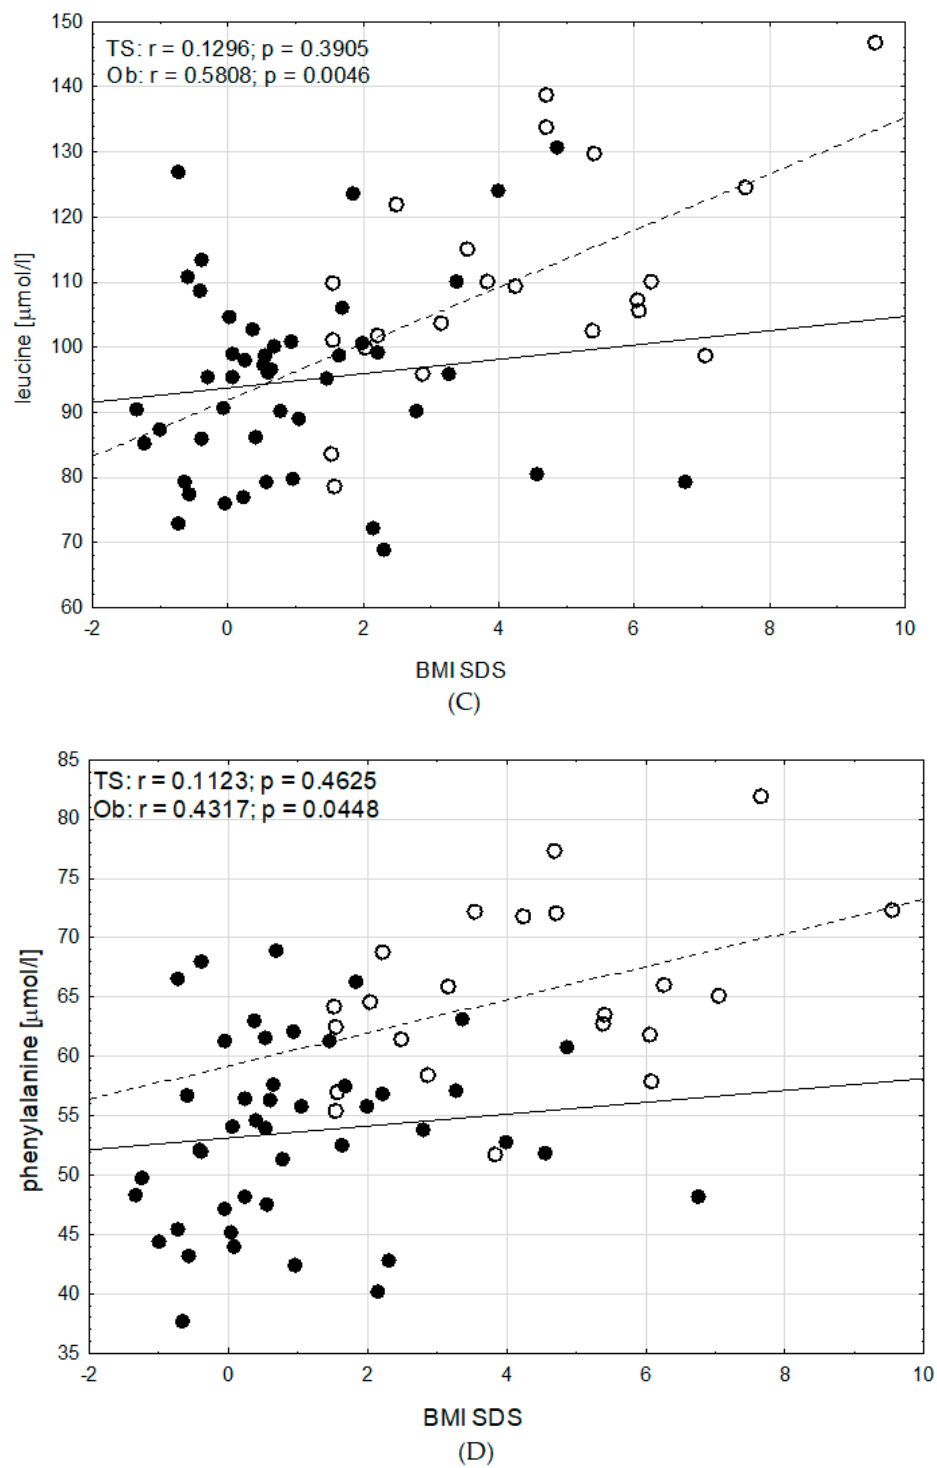 150
TS: r = 0.1296; p = 0.3905
Ob: r = 0.5808; p = 0.0046
140
130
120
110
100
90
80
70
60
leucine [μmol/l]
-2 0 2 4 6 8 10
BMI SDS
(C)
85
TS: r = 0.1123; p = 0.4625
Ob: r = 0.4317; p = 0.0448
80
75
70
65
60
55
50
45
40
35
phenylalanine [μmol/l]
-2 0 2 4 6 8 10
BMI SDS
(D)